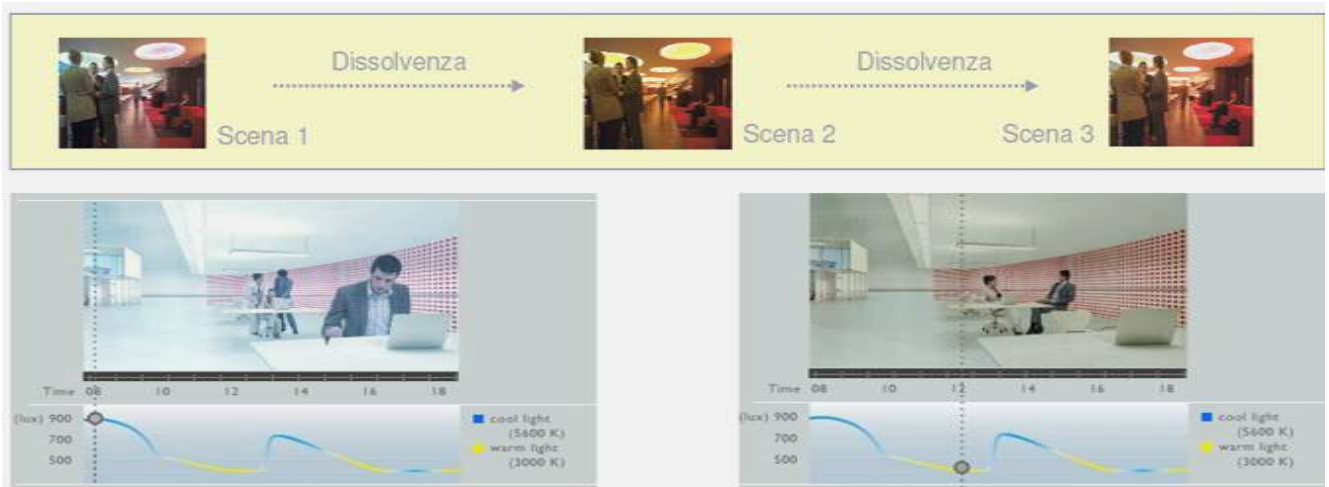 Dissolvenza
Dissolvenza
Scena 1
Scena 2
Scena 3
Time 08 10 12 14 16 18
(lux) 900
700
500
cool light
(5600 K)
warm light
(3000 K)
Time 08 10 12 14 16 18
(lux) 900
700
500
cool light
(5600 K)
warm light
(3000 K)